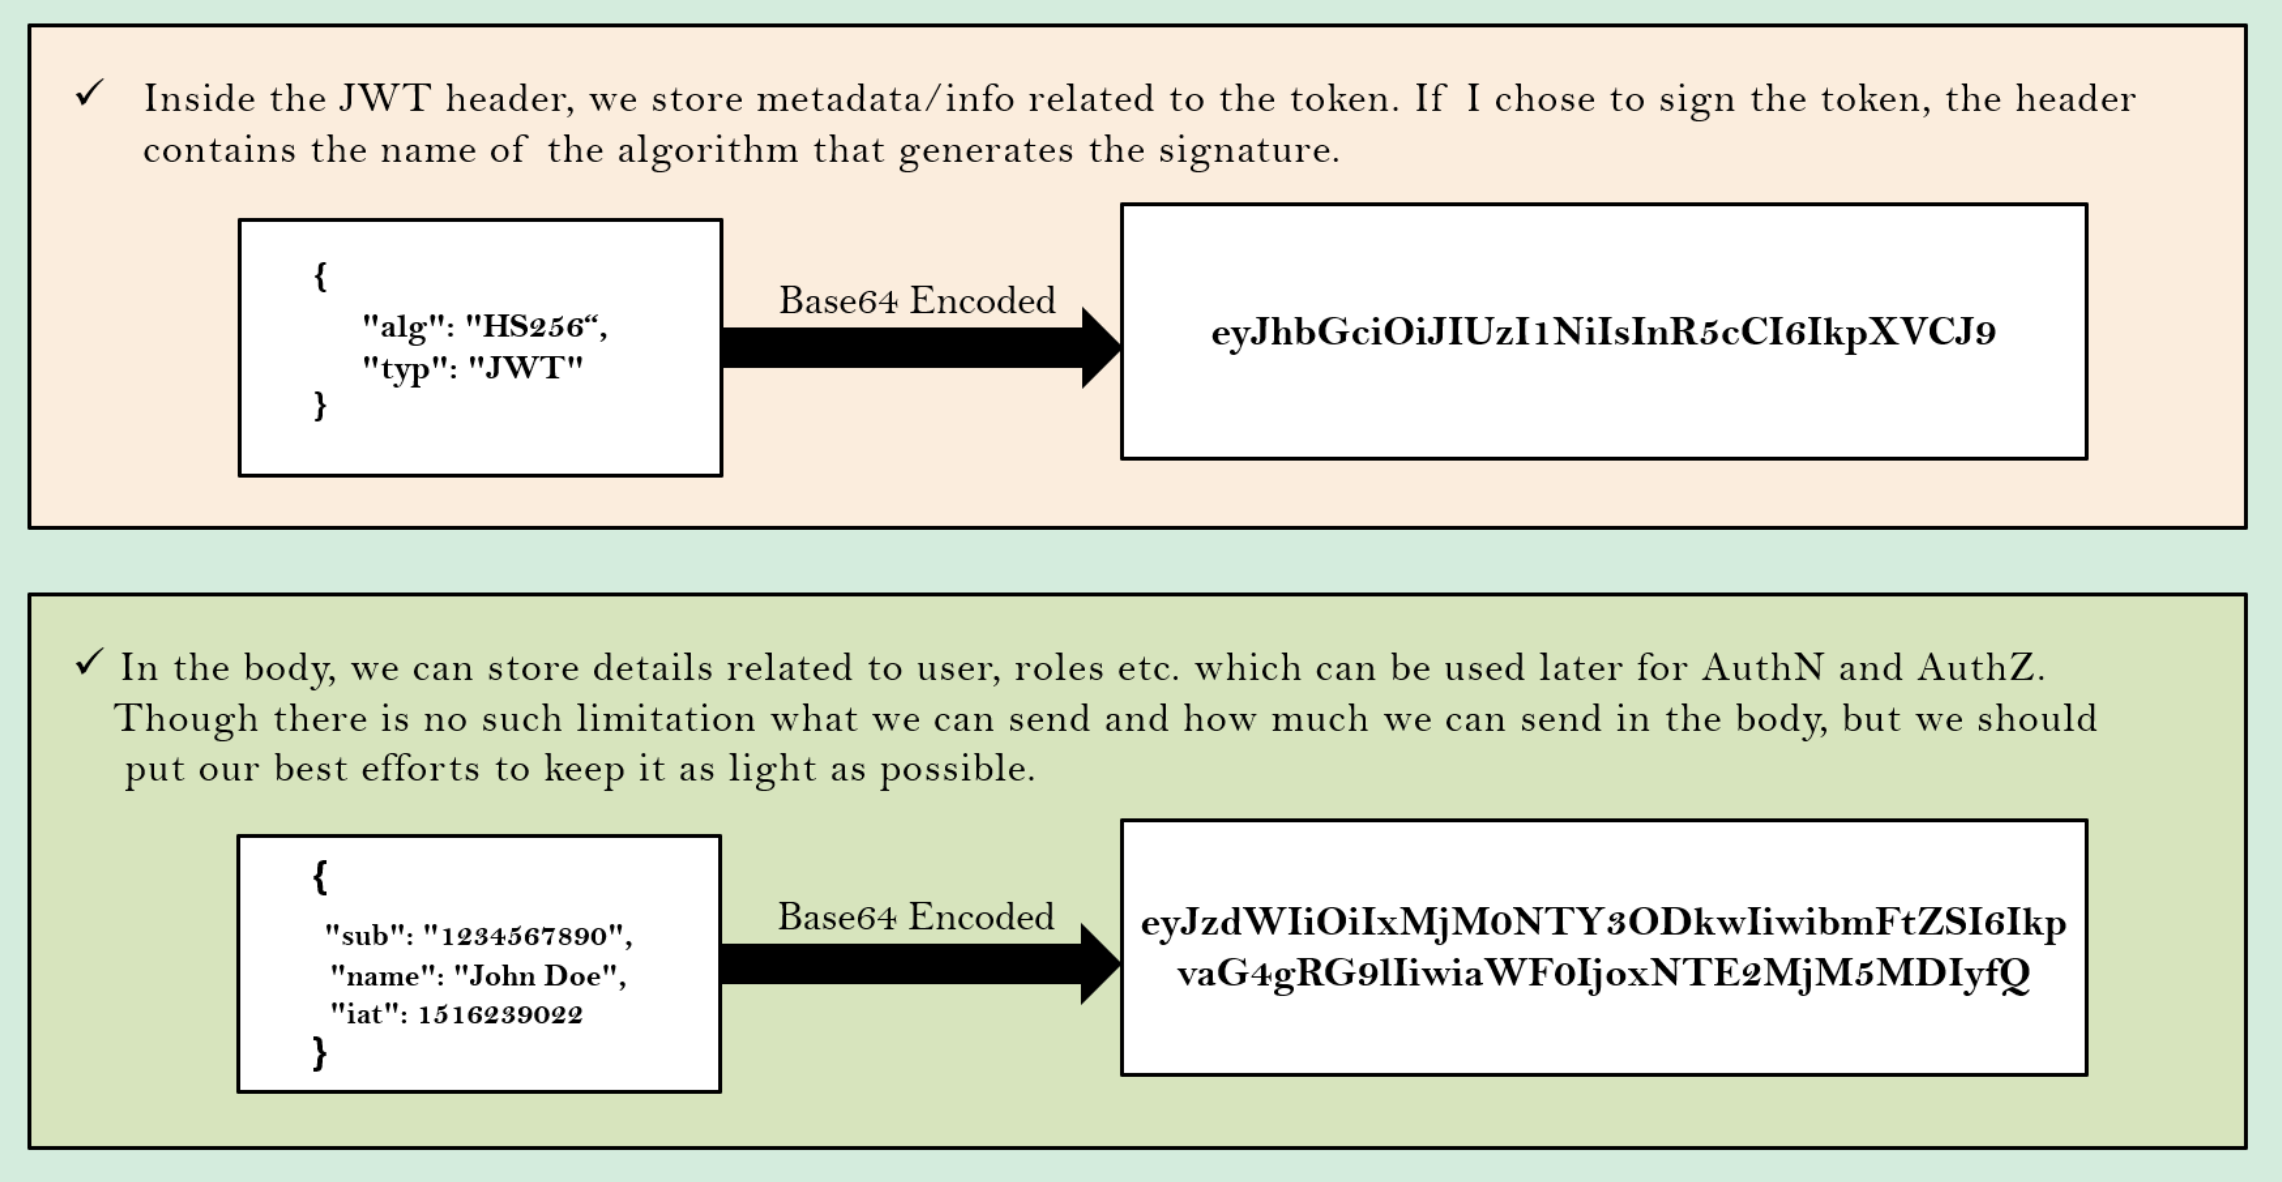 ✓ Inside the JWT header, we store metadata/info related to the token. If I chose to sign the token, the header
contains the name of the algorithm that generates the signature.
{
"alg": "HS256“,
"typ": "JWT"
}
Base64 Encoded
eyJhbGciOiJIUzI1NiIsInR5cCI6IkpXVCJ9
✓ In the body, we can store details related to user, roles etc. which can be used later for AuthN and AuthZ.
Though there is no such limitation what we can send and how much we can send in the body, but we should
put our best efforts to keep it as light as possible.
{
"sub": "1234567890",
"name": "John Doe",
"iat": 1516239022
}
Base64 Encoded
eyJzdWIiOiIxMjM0NTY3ODkwIiwibmFtZSI6Ikp
vaG4gRG9lIiwiaWF0IjoxNTE2MjM5MDIyfQ